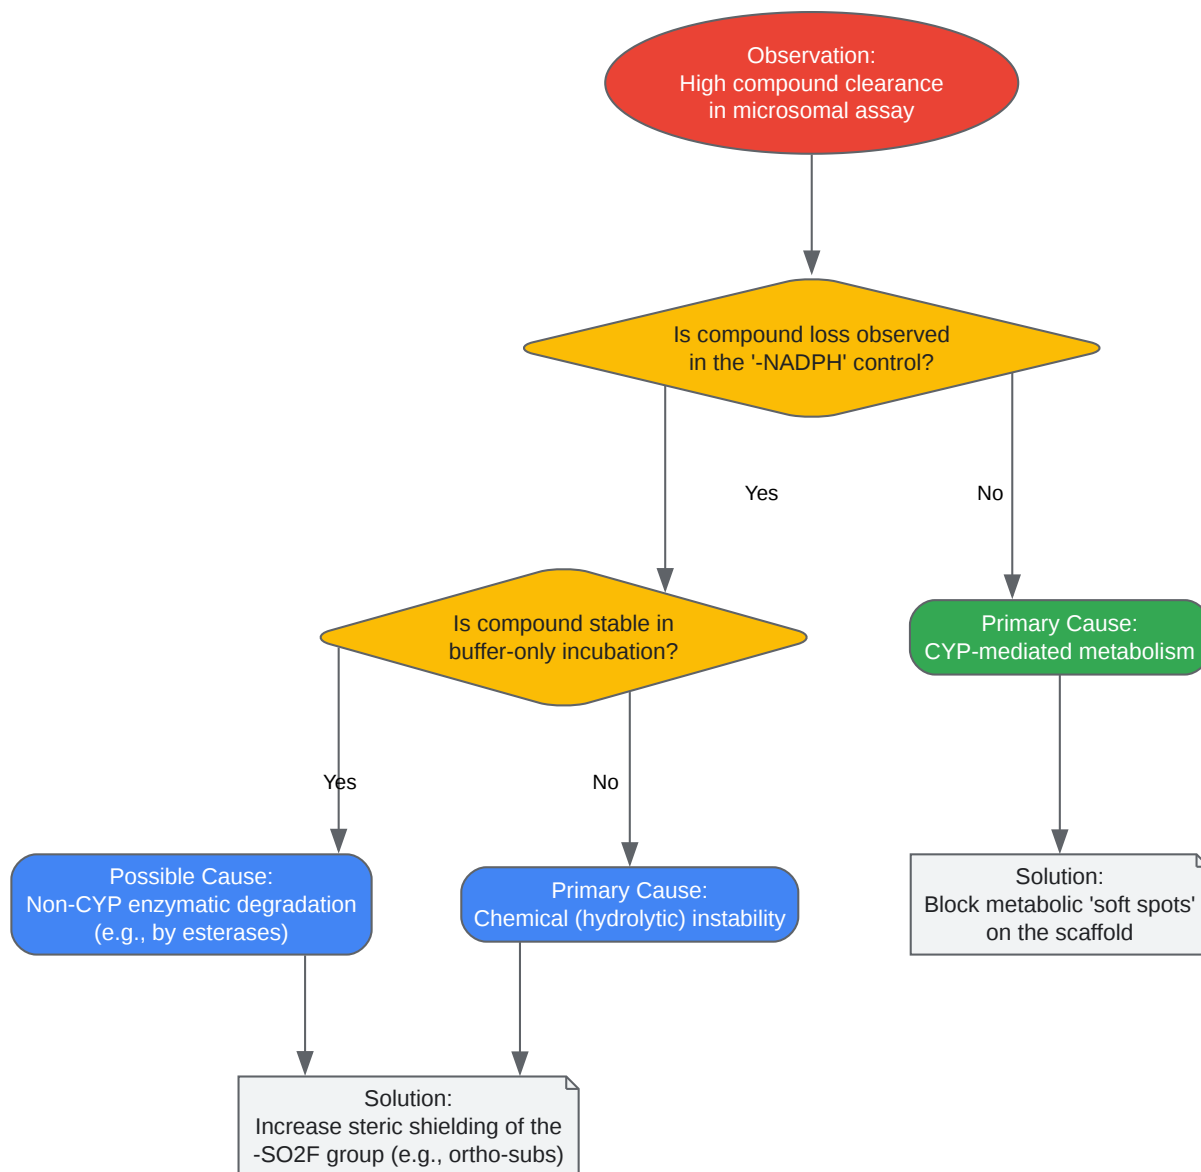 Observation:
High compound clearance
in microsomal assay
Is compound loss observed
in the '-NADPH' control?
Yes
No
Is compound stable in
buffer-only incubation?
Primary Cause:
CYP-mediated metabolism
Yes
No
Possible Cause:
Non-CYP enzymatic degradation
(e.g., by esterases)
Primary Cause:
Chemical (hydrolytic) instability
Solution:
Block metabolic 'soft spots'
on the scaffold
Solution:
Increase steric shielding of the
-SO2F group (e.g., ortho-subs)